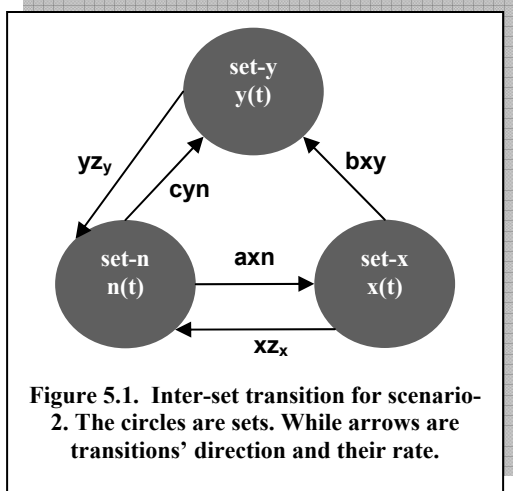 set-y
y(t)
yzy
cyn
bxy
set-n
n(t)
axn
set-x
x(t)
xzx
Figure 5.1. Inter-set transition for scenario-
2. The circles are sets. While arrows are
transitions’ direction and their rate.